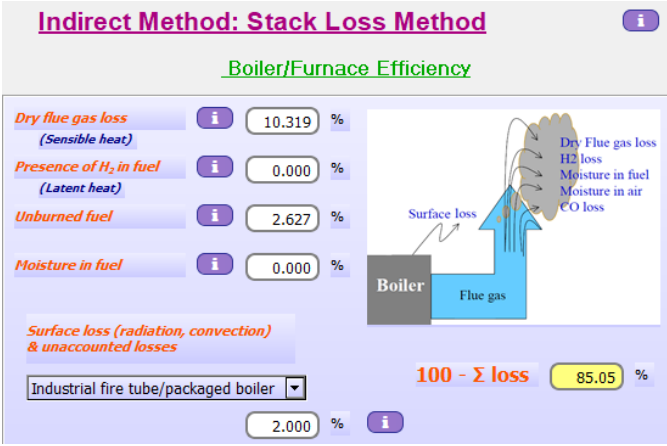 Indirect Method: Stack Loss Method
i
Boiler/Furnace Efficiency
Dry flue gas loss i 10.319 %
(Sensible heat)
Presence of H₂ in fuel i 0.000 %
(Latent heat)
Unburned fuel i 2.627 %
Moisture in fuel i 0.000 %
Surface loss (radiation, convection)
& unaccounted losses
Industrial fire tube/packaged boiler
2.000 % i
Dry Flue gas loss
H2 loss
Moisture in fuel
Moisture in air
CO loss
Surface loss
Boiler
Flue gas
100 - Σ loss 85.05 %